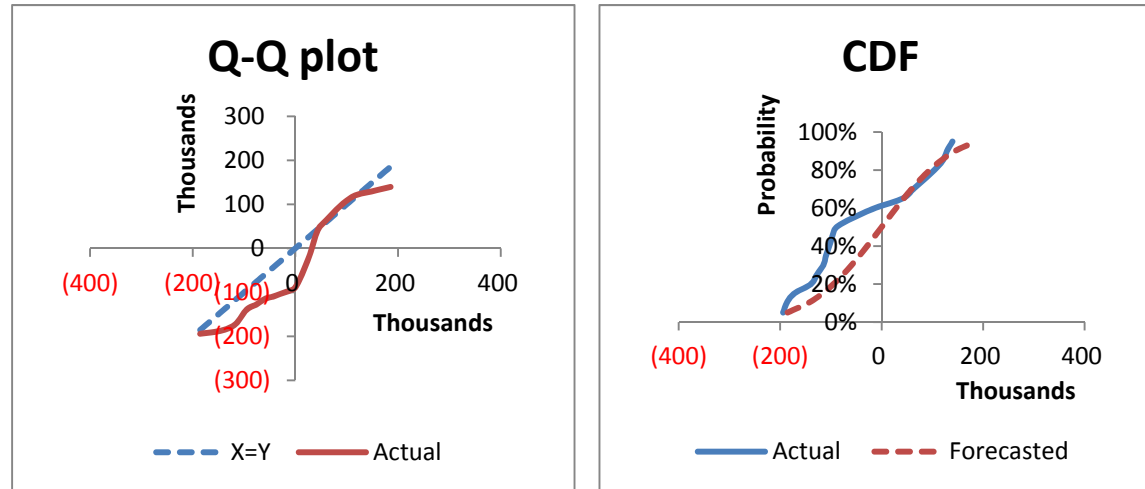 Q-Q plot
Thousands
300
200
100
0
(100)
(200)
(300)
(400) (200) 0 200 400
Thousands
X=Y Actual
CDF
Probability
100%
80%
60%
40%
20%
0%
(400) (200) 0 200 400
Thousands
Actual Forecasted